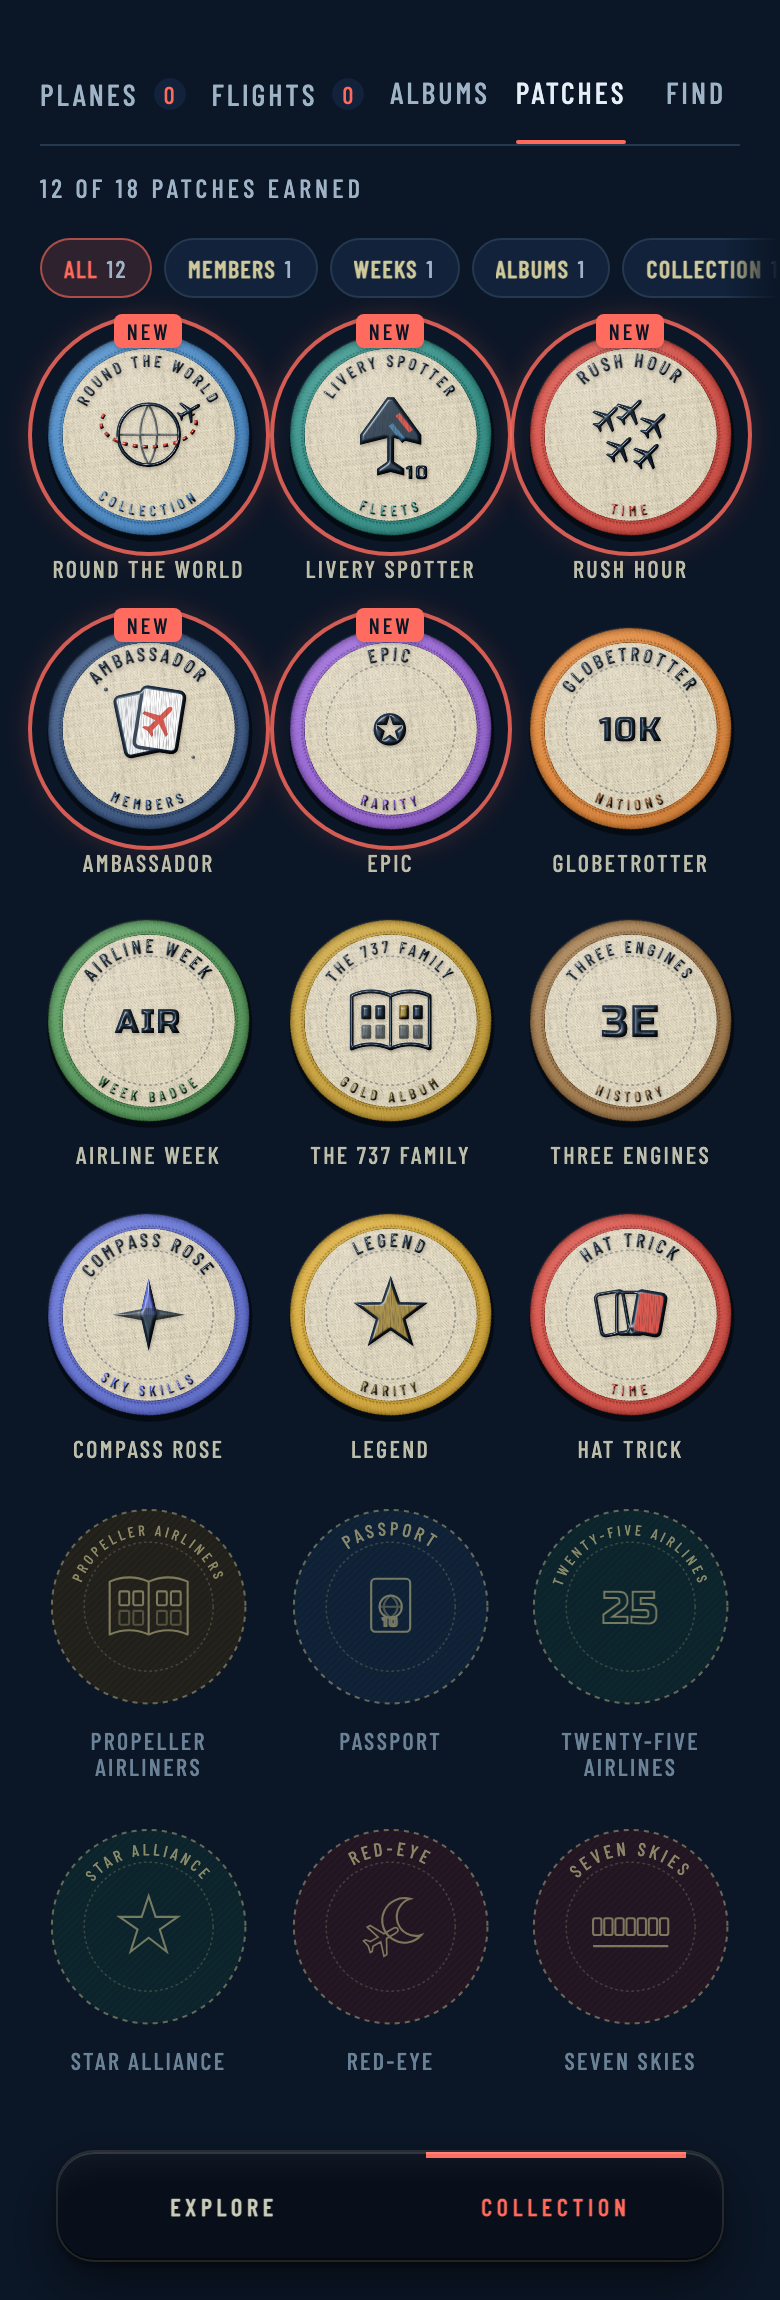 PLANES 0 FLIGHTS 0 ALBUMS PATCHES FIND
12 OF 18 PATCHES EARNED
ALL 12 MEMBERS 1 WEEKS 1 ALBUMS 1 COLLECTION
NEW NEW NEW
ROUND THE WORLD
COLLECTION
LIVERY SPOTTER
10
FLEETS
RUSH HOUR
TIME
ROUND THE WORLD LIVERY SPOTTER RUSH HOUR
NEW NEW
AMBASSADOR
MEMBERS
EPIC
RARITY
GLOBETROTTER
10K
NATIONS
AMBASSADOR EPIC GLOBETROTTER
AIRLINE WEEK
AIR
WEEK BADGE
THE 737 FAMILY
GOLD ALBUM
THREE ENGINES
3E
HISTORY
AIRLINE WEEK THE 737 FAMILY THREE ENGINES
COMPASS ROSE
SKY SKILLS
LEGEND
RARITY
HAT TRICK
TIME
COMPASS ROSE LEGEND HAT TRICK
PROPELLER AIRLINERS
PASSPORT
10
TWENTY-FIVE AIRLINES
25
PROPELLER
AIRLINERS
PASSPORT
TWENTY-FIVE
AIRLINES
STAR ALLIANCE
RED-EYE
SEVEN SKIES
STAR ALLIANCE RED-EYE SEVEN SKIES
EXPLORE COLLECTION